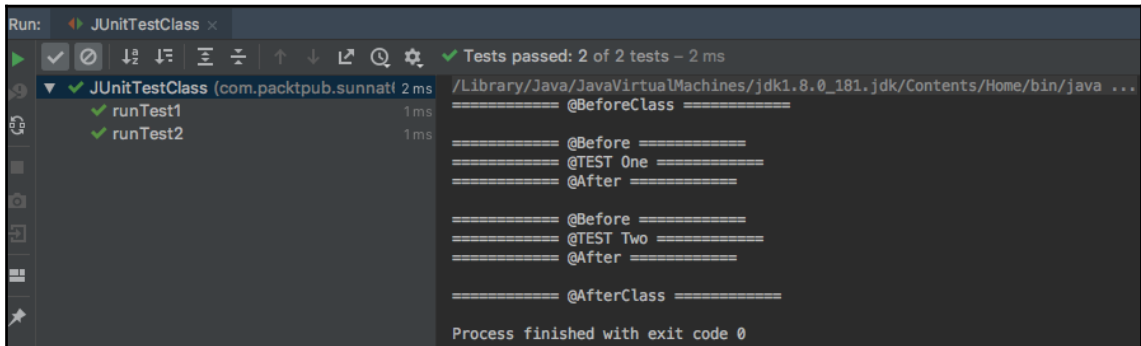 Run: JUnitTestClass ×
Tests passed: 2 of 2 tests – 2 ms
JUnitTestClass (com.packtpub.sunnat( 2 ms
runTest1 1 ms
runTest2 1 ms
/Library/Java/JavaVirtualMachines/jdk1.8.0_181.jdk/Contents/Home/bin/java ...
============ @BeforeClass ============
============ @Before ============
============ @TEST One ============
============ @After ============
============ @Before ============
============ @TEST Two ============
============ @After ============
============ @AfterClass ============
Process finished with exit code 0